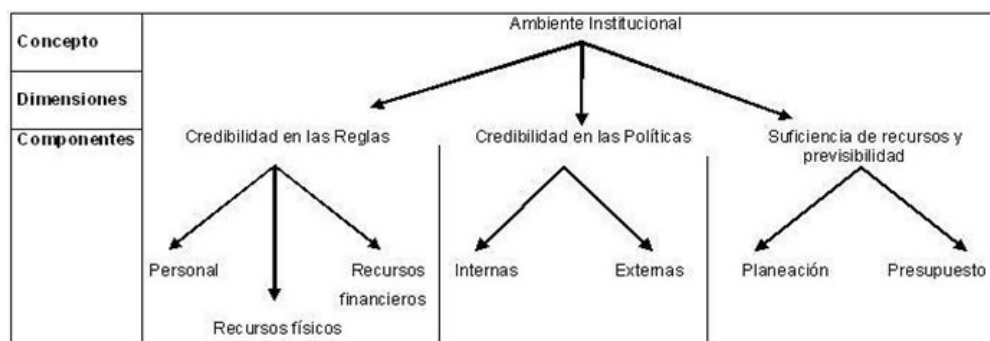 Concepto
Ambiente Institucional
Dimensiones
Componentes
Credibilidad en las Reglas
Credibilidad en las Políticas
Suficiencia de recursos y
previsibilidad
Personal
Recursos
financieros
Recursos físicos
Internas
Externas
Planeación
Presupuesto